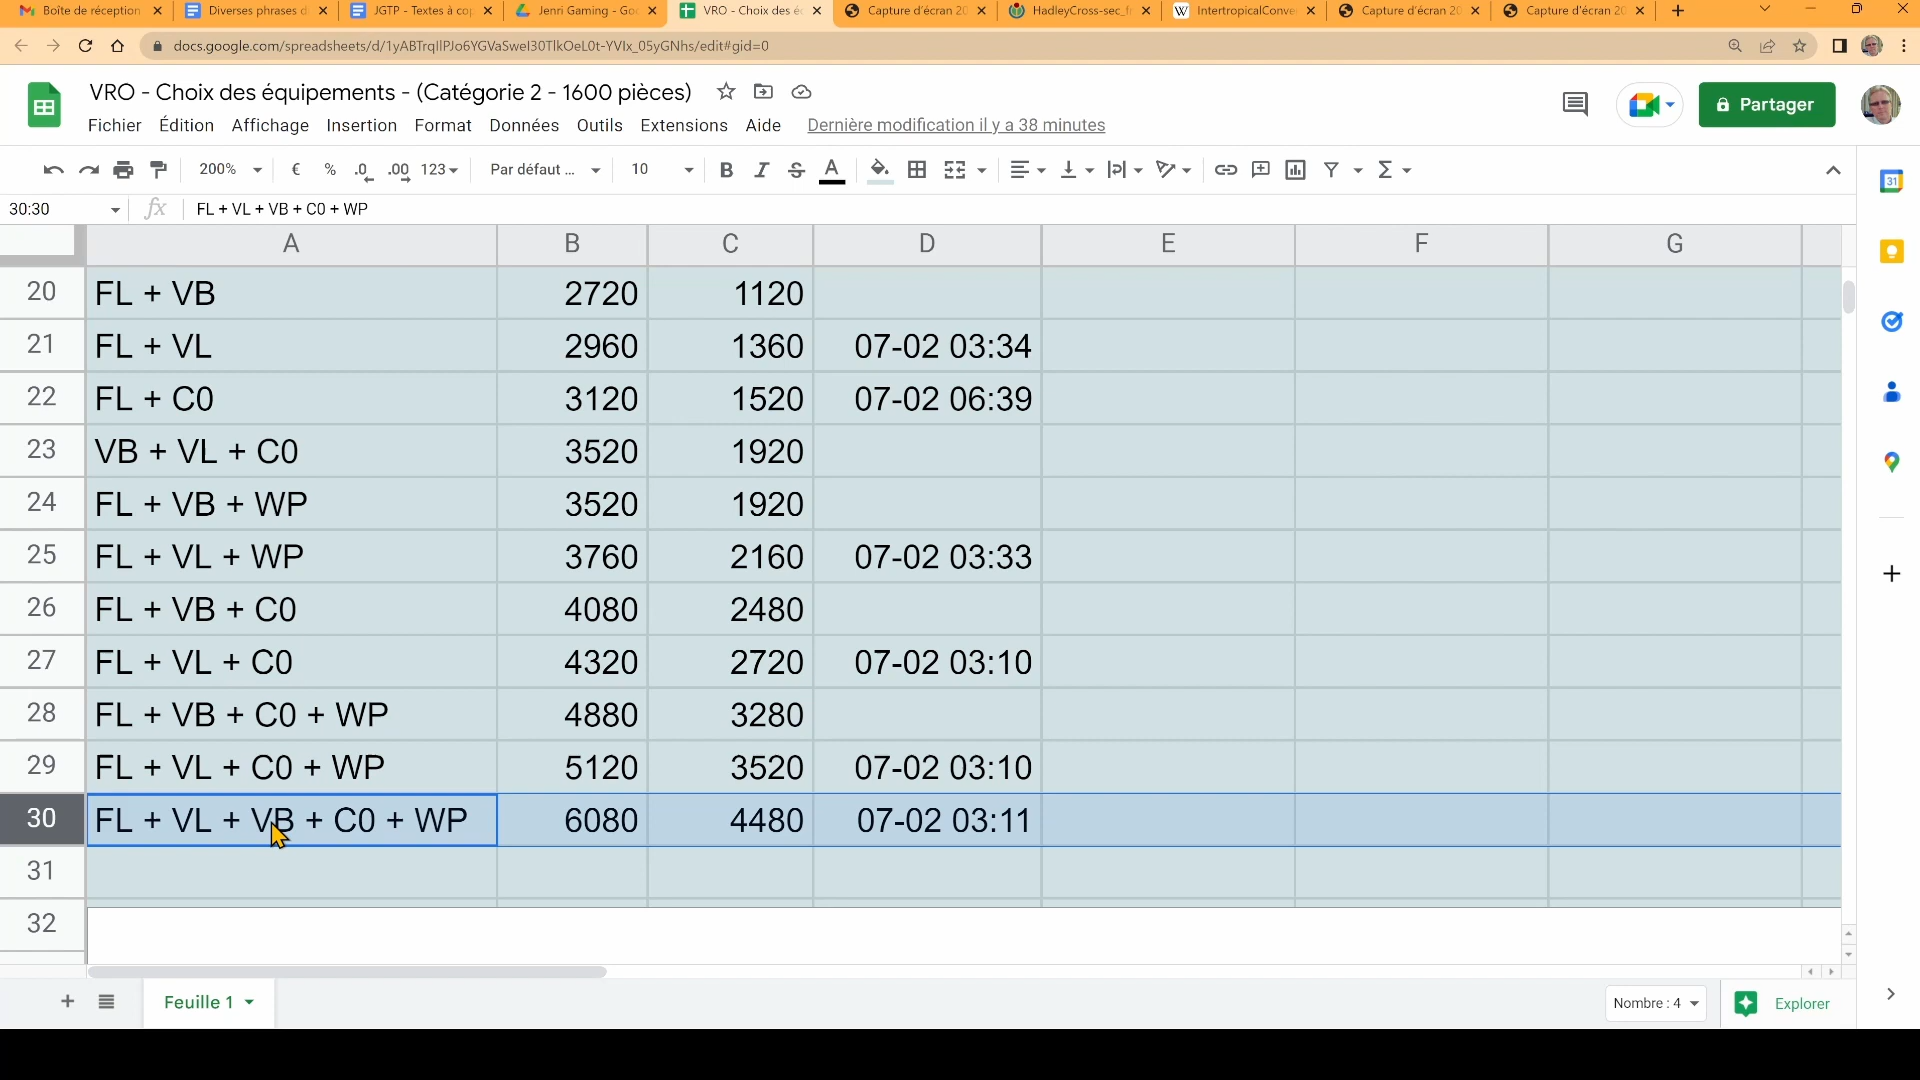 Boîte de réception
Diverses phrases d
JGTP - Textes à cop
Jenri Gaming - Goo
VRO - Choix des é
Capture d'écran 20
HadleyCross-sec_f
IntertropicalConve
Capture d'écran 20
Capture d'écran 20
docs.google.com/spreadsheets/d/1yABTrqIlPJo6YGVaSweI30TlkOeL0t-YVIx_05yGNhs/edit#gid=0
VRO - Choix des équipements - (Catégorie 2 - 1600 pièces)
Fichier Édition Affichage Insertion Format Données Outils Extensions Aide Dernière modification il y a 38 minutes
Partager
200% € % .0 .00 123 Par défaut ... 10 B I S A
31
30:30 fx FL + VL + VB + C0 + WP
A B C D E F G
20 FL + VB 2720 1120
21 FL + VL 2960 1360 07-02 03:34
22 FL + C0 3120 1520 07-02 06:39
23 VB + VL + C0 3520 1920
24 FL + VB + WP 3520 1920
25 FL + VL + WP 3760 2160 07-02 03:33
26 FL + VB + C0 4080 2480
27 FL + VL + C0 4320 2720 07-02 03:10
28 FL + VB + C0 + WP 4880 3280
29 FL + VL + C0 + WP 5120 3520 07-02 03:10
30 FL + VL + VB + C0 + WP 6080 4480 07-02 03:11
31
32
Feuille 1
Nombre : 4
Explorer